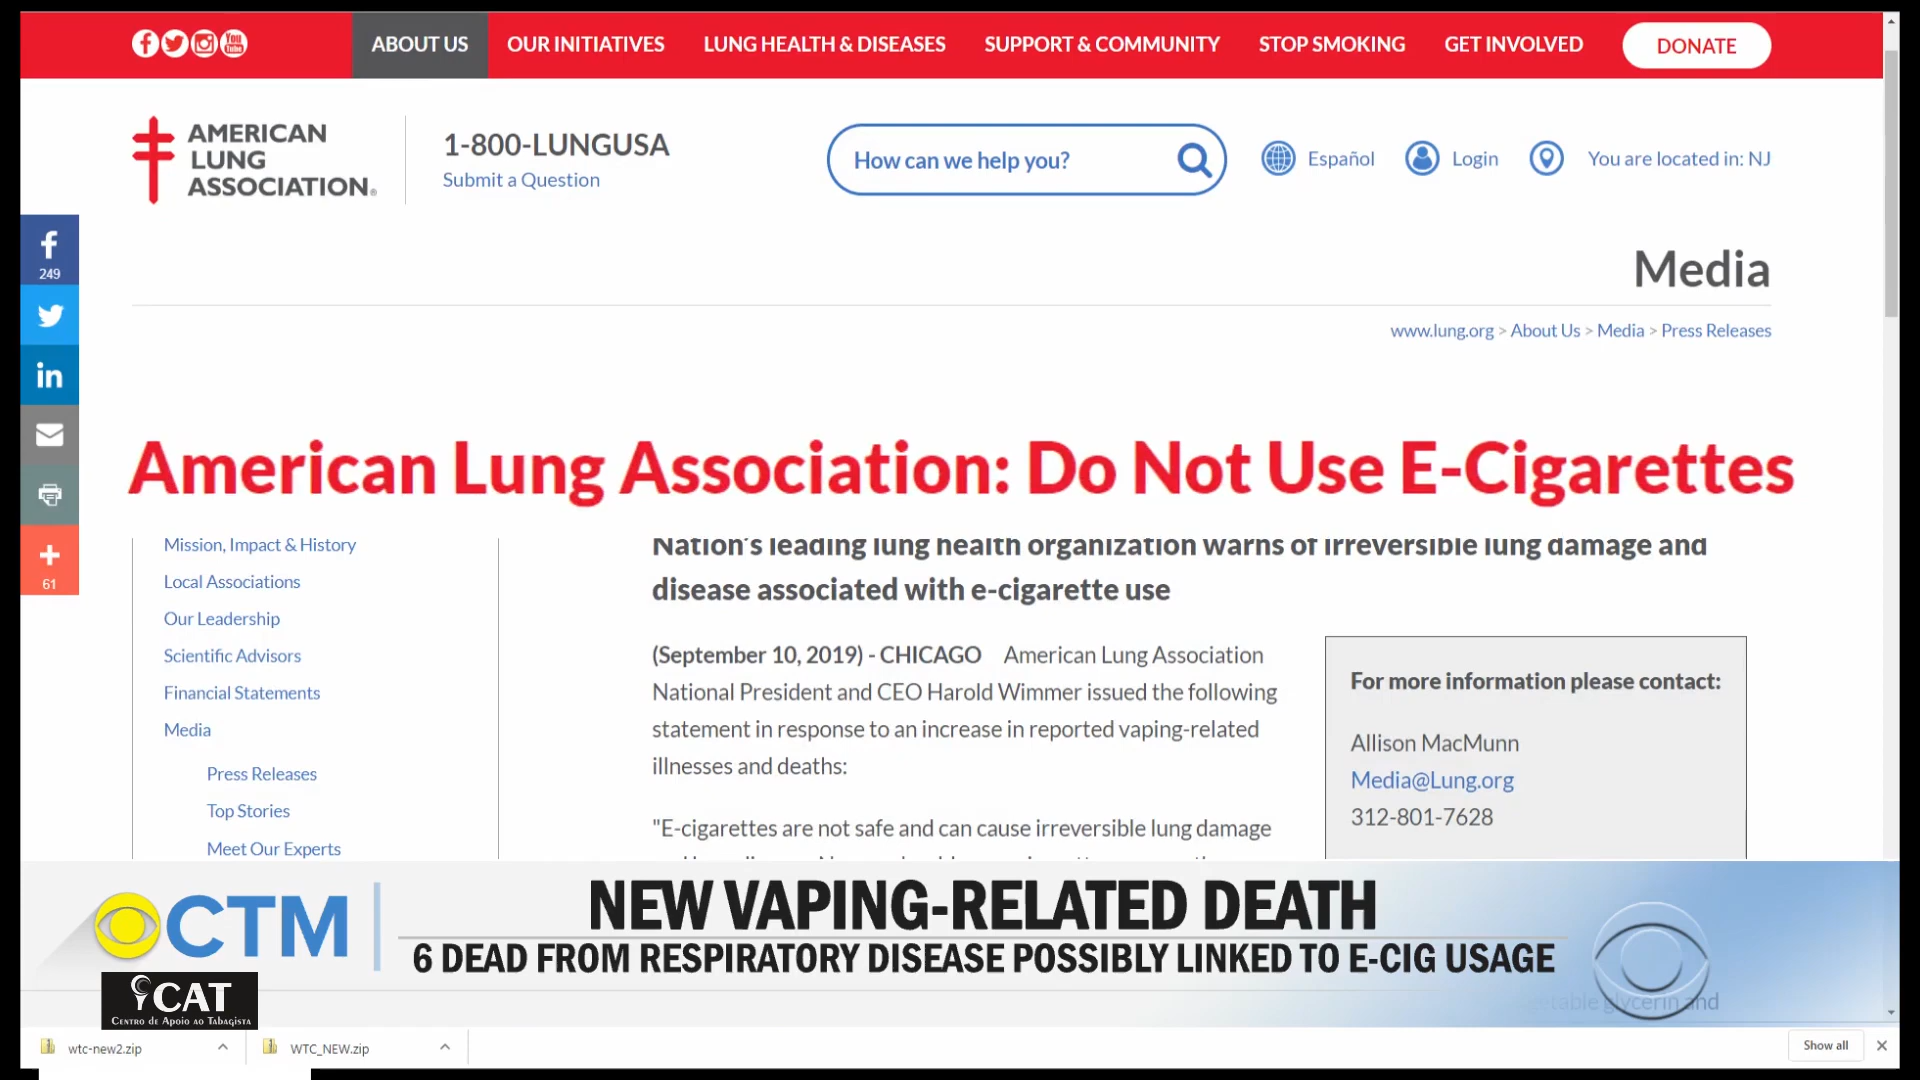 ABOUT US OUR INITIATIVES LUNG HEALTH & DISEASES SUPPORT & COMMUNITY STOP SMOKING GET INVOLVED DONATE
You Tube
AMERICAN
LUNG
ASSOCIATION®
1-800-LUNGUSA
Submit a Question
How can we help you?
Español
Login
You are located in: NJ
Media
www.lung.org > About Us > Media > Press Releases
249
in
61
American Lung Association: Do Not Use E-Cigarettes
Mission, Impact & History
Local Associations
Our Leadership
Scientific Advisors
Financial Statements
Media
Press Releases
Top Stories
Meet Our Experts
Nation's leading lung health organization warns of irreversible lung damage and
disease associated with e-cigarette use
(September 10, 2019) - CHICAGO American Lung Association
National President and CEO Harold Wimmer issued the following
statement in response to an increase in reported vaping-related
illnesses and deaths:
"E-cigarettes are not safe and can cause irreversible lung damage
For more information please contact:
Allison MacMunn
Media@Lung.org
312-801-7628
CTM
NEW VAPING-RELATED DEATH
6 DEAD FROM RESPIRATORY DISEASE POSSIBLY LINKED TO E-CIG USAGE
glycerin and
CAT
Centro de Apoio ao Tabagista
wtc-new2.zip
WTC_NEW.zip
Show all